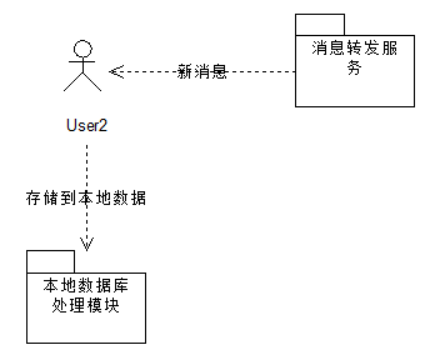 消息转发服
务
新消息
User2
存储到本地数据
本地数据库
处理模块